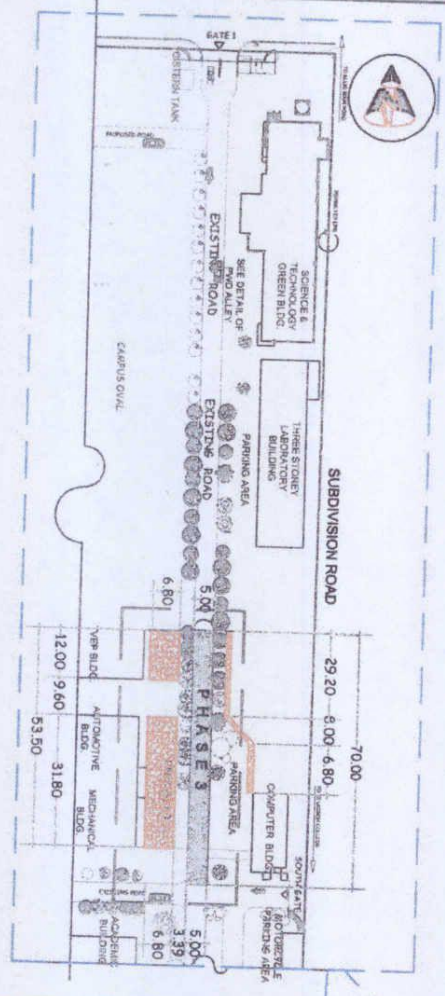 GATE 1
CISTERN TANK
PROPOSED ROAD
SCIENCE &
TECHNOLOGY
GREEN BLDG.
EXISTING ROAD
SEE DETAIL OF
PWD ALLEY
CAMPUS OVAL
EXISTING ROAD
PARKING AREA
THREE STOREY
LABORATORY
BUILDING
SUBDIVISION ROAD
6.80
5.00
29.20
8.00
6.80
70.00
PHASE 3
PARKING AREA
COMPUTER BLDG.
SOUTH GATE
MOTORCYCLE
PARKING AREA
VEP BLDG.
AUTOMOTIVE
BLDG.
MECHANICAL
BLDG.
12.00
9.60
31.80
53.50
ACADEMIC
BUILDING
6.80
3.39
5.00